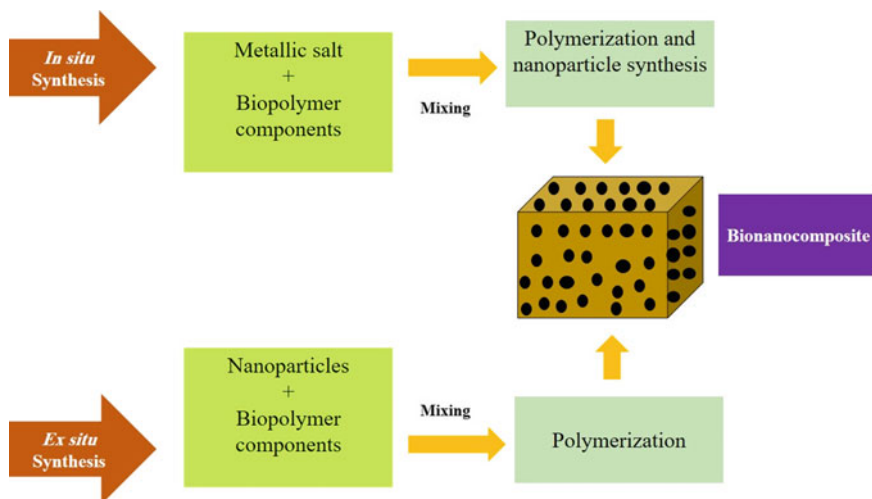 In situ
Synthesis
Metallic salt
+
Biopolymer
components
Mixing
Polymerization and
nanoparticle synthesis
Bionanocomposite
Ex situ
Synthesis
Nanoparticles
+
Biopolymer
components
Mixing
Polymerization